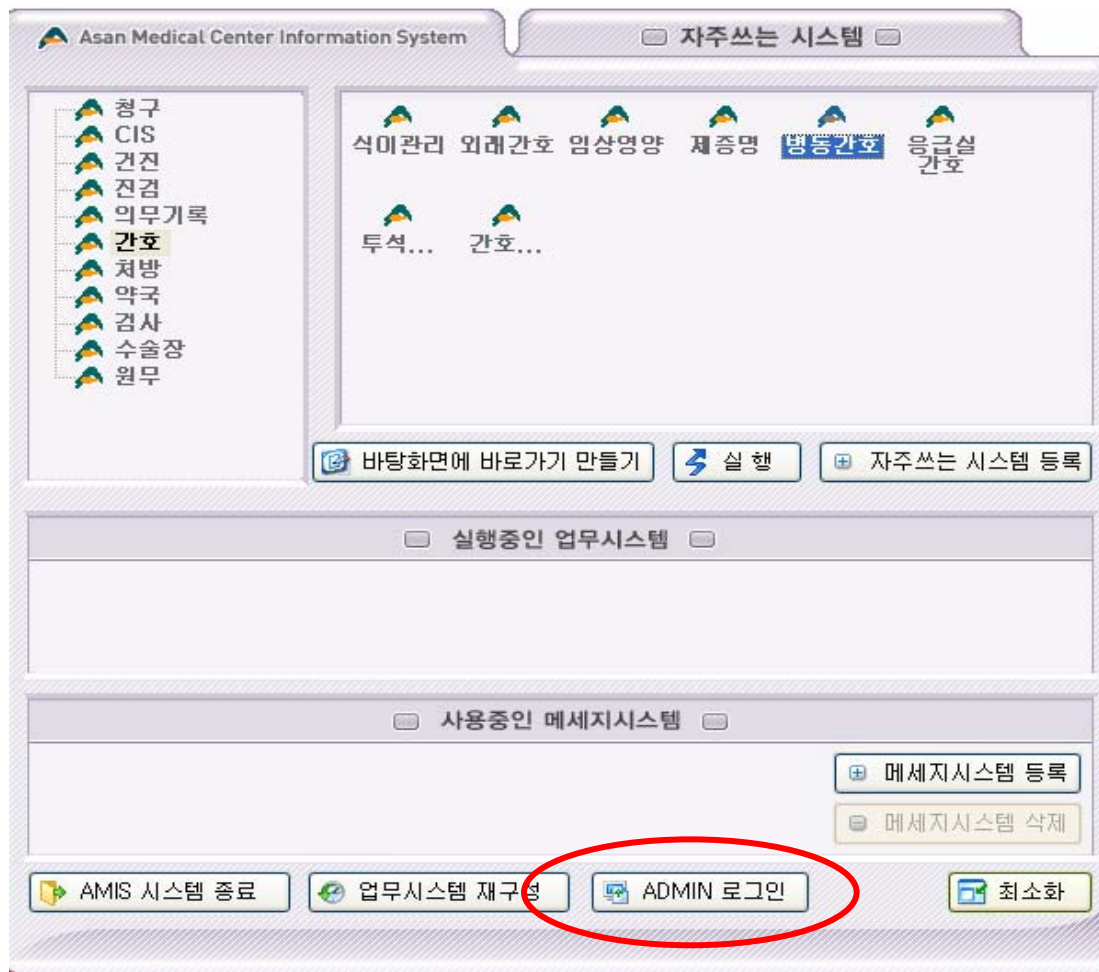 Asan Medical Center Information System
자주쓰는 시스템
청구
CIS
건진
진검
의무기록
간호
처방
약국
검사
수술장
원무
식이관리 외래간호 임상영양 제증명 병동간호 응급실
간호
투석... 간호...
바탕화면에 바로가기 만들기 실 행 자주쓰는 시스템 등록
실행중인 업무시스템
사용중인 메세지시스템
메세지시스템 등록
메세지시스템 삭제
AMIS 시스템 종료 업무시스템 재구성 ADMIN 로그인 최소화